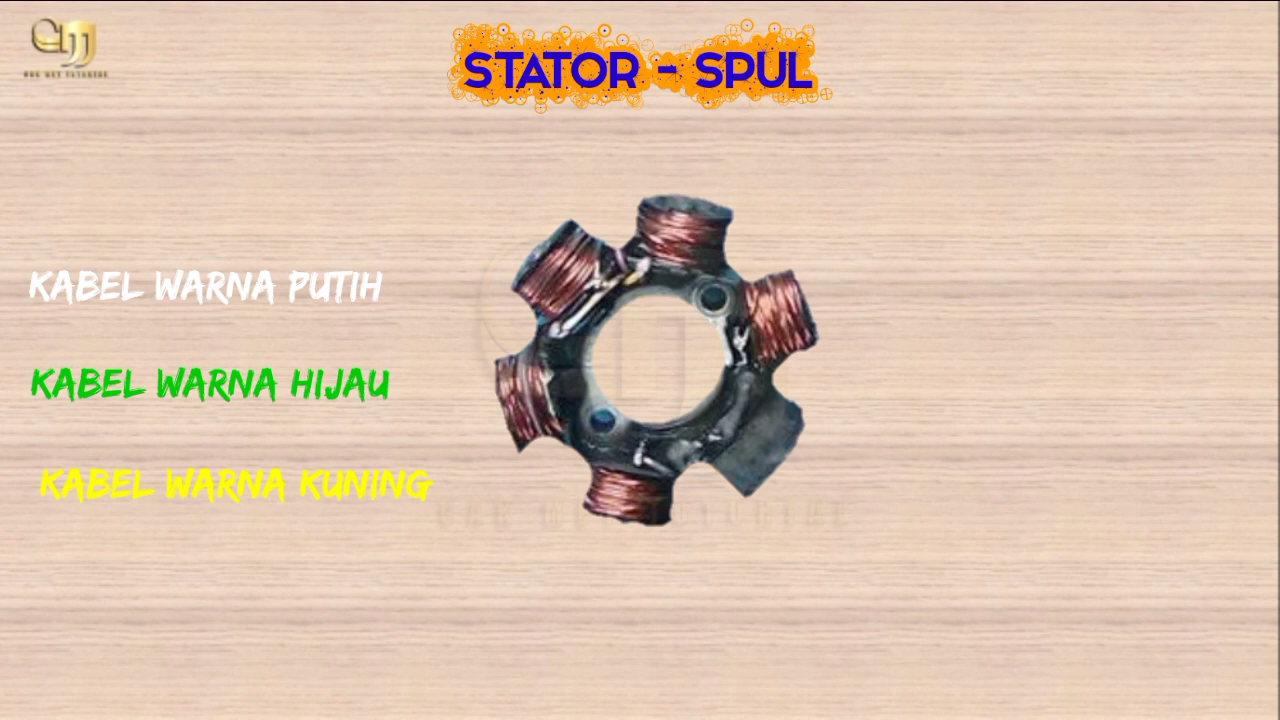 STATOR - SPUL
KABEL WARNA PUTIH
KABEL WARNA HIJAU
KABEL WARNA KUNING